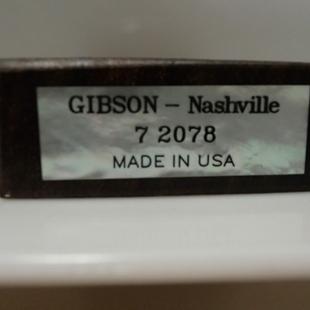 GIBSON – Nashville
7 2078
MADE IN USA